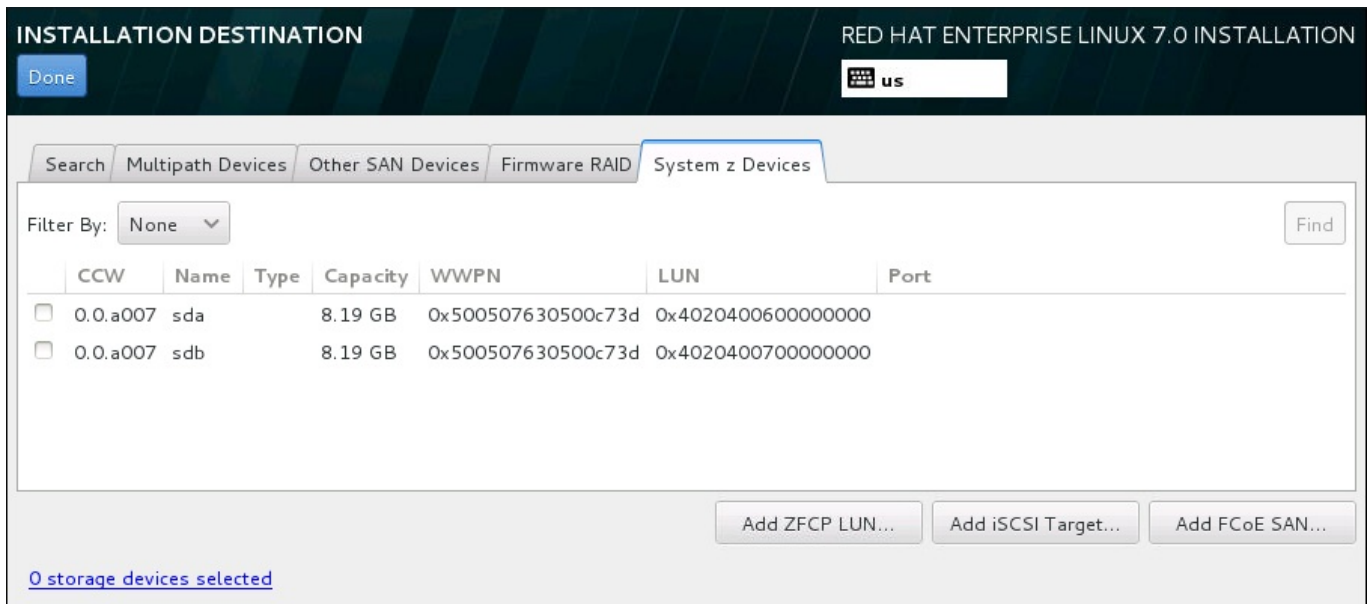 INSTALLATION DESTINATION
RED HAT ENTERPRISE LINUX 7.0 INSTALLATION
Done
us
Search Multipath Devices Other SAN Devices Firmware RAID System z Devices
Filter By: None Find
CCW Name Type Capacity WWPN LUN Port
0.0.a007 sda 8.19 GB 0x500507630500c73d 0x4020400600000000
0.0.a007 sdb 8.19 GB 0x500507630500c73d 0x4020400700000000
Add ZFCP LUN... Add iSCSI Target... Add FCoE SAN...
0 storage devices selected